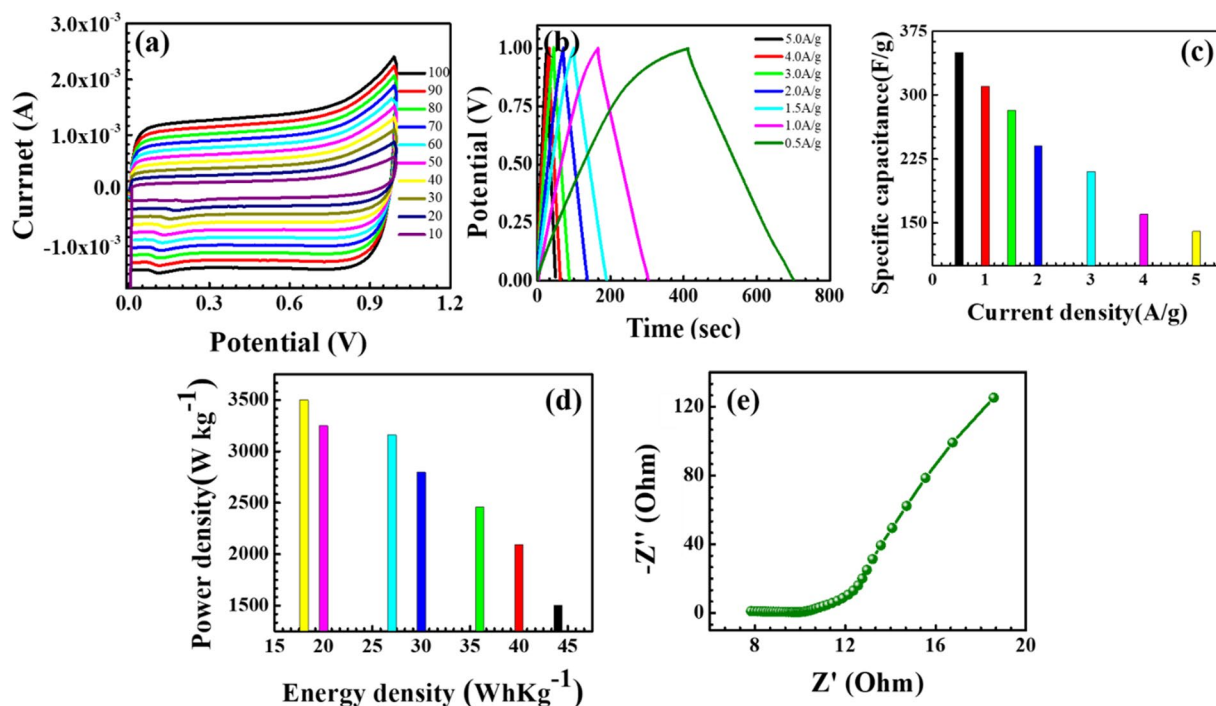 (a)
Currnet (A)
3.0x10⁻³
2.0x10⁻³
1.0x10⁻³
0.0
-1.0x10⁻³
0.0 0.3 0.6 0.9 1.2
Potential (V)
100
90
80
70
60
50
40
30
20
10
(b)
Potential (V)
1.00
0.75
0.50
0.25
0.00
0 200 400 600 800
Time (sec)
5.0A/g
4.0A/g
3.0A/g
2.0A/g
1.5A/g
1.0A/g
0.5A/g
(c)
Specific capacitance(F/g)
375
300
225
150
0 1 2 3 4 5
Current density(A/g)
(d)
Power density(W kg⁻¹)
3500
3000
2500
2000
1500
15 20 25 30 35 40 45
Energy density (WhKg⁻¹)
(e)
-Z'' (Ohm)
120
80
40
0
8 12 16 20
Z' (Ohm)